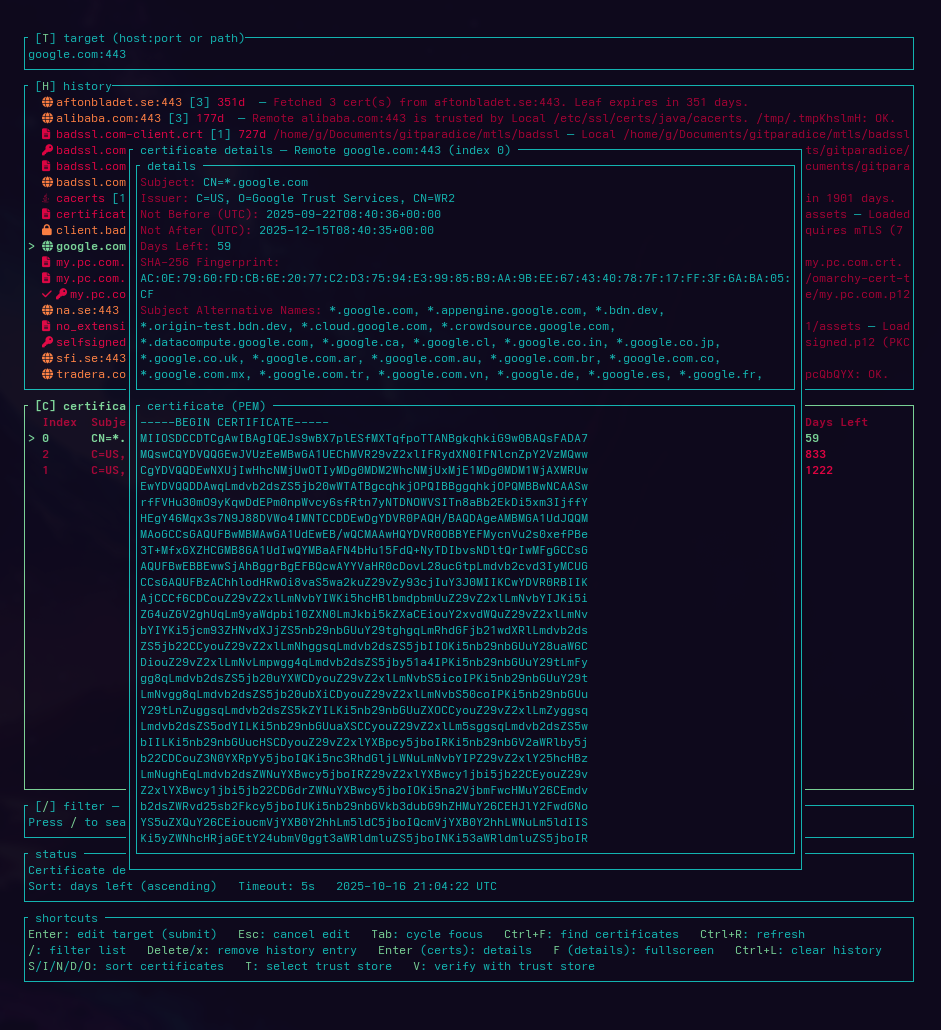 [T] target (host:port or path)
google.com:443
[H] history
aftonbladet.se:443 [3] 351d — Fetched 3 cert(s) from aftonbladet.se:443. Leaf expires in 351 days.
alibaba.com:443 [3] 177d — Remote alibaba.com:443 is trusted by Local /etc/ssl/certs/java/cacerts. /tmp/.tmpKhslmH: OK.
badssl.com-client.crt [1] 727d /home/g/Documents/gitparadice/mtls/badssl — Local /home/g/Documents/gitparadice/mtls/badssl
badssl.com
ts/gitparadice/
badssl.com
cuments/gitpara
badssl.com
cacerts [1
in 1901 days.
certificat
assets — Loaded
client.bad
quires mTLS (7
> google.com
my.pc.com.
my.pc.com.crt.
my.pc.com.
/omarchy-cert-t
my.pc.co
e/my.pc.com.p12
na.se:443
no_extensi
1/assets — Load
selfsigned
signed.p12 (PKC
sfi.se:443
tradera.co
pcQbQYX: OK.
certificate details — Remote google.com:443 (index 0)
details
Subject: CN=*.google.com
Issuer: C=US, O=Google Trust Services, CN=WR2
Not Before (UTC): 2025-09-22T08:40:36+00:00
Not After (UTC): 2025-12-15T08:40:35+00:00
Days Left: 59
SHA-256 Fingerprint:
AC:0E:79:60:FD:CB:6E:20:77:C2:D3:75:94:E3:99:85:B9:AA:9B:EE:67:43:40:78:7F:17:FF:3F:6A:BA:05:
CF
Subject Alternative Names: *.google.com, *.appengine.google.com, *.bdn.dev,
*.origin-test.bdn.dev, *.cloud.google.com, *.crowdsource.google.com,
*.datacompute.google.com, *.google.ca, *.google.cl, *.google.co.in, *.google.co.jp,
*.google.co.uk, *.google.com.ar, *.google.com.au, *.google.com.br, *.google.com.co,
*.google.com.mx, *.google.com.tr, *.google.com.vn, *.google.de, *.google.es, *.google.fr,
certificate (PEM)
-----BEGIN CERTIFICATE-----
MIIOSDCCDTCgAwIBAgIQEJs9wBX7plESfMXTqfpoTTANBgkqhkiG9w0BAQsFADA7
MQswCQYDVQQGEwJVUzEeMBwGA1UEChMVR29vZ2xlIFRydXN0IFNlcnZpY2VzMQww
CgYDVQQDEwNXUjIwHhcNMjUwOTIyMDg0MDM2WhcNMjUxMjE1MDg0MDM1WjAXMRUw
EwYDVQQDDAwqLmdvb2dsZS5jb20wWTATBgcqhkjOPQIBBggqhkjOPQMBBwNCAASw
rfFVHu30mO9yKqwDdEPm0npWvcy6sfRtn7yNTDNOWVSITn8aBb2EkDi5xm3IjffY
HEgY46Mqx3s7N9J88DVWo4IMNTCCDDEwDgYDVR0PAQH/BAQDAgeAMBMGA1UdJQQM
MAoGCCsGAQUFBwMBMAwGA1UdEwEB/wQCMAAwHQYDVR0OBBYEFMycnVu2s0xefPBe
3T+MfxGXZHCGMB8GA1UdIwQYMBaAFN4bHu15FdQ+NyTDIbvsNDltQrIwMFgGCCsG
AQUFBwEBBEwwSjAhBggrBgEFBQcwAYYVaHR0cDovL28ucGtpLmdvb2cvd3IyMCUG
CCsGAQUFBzAChhlodHRwOi8vaS5wa2kuZ29vZy93cjIuY3J0MIIKCwYDVR0RBIIK
AjCCCf6CDCouZ29vZ2xlLmNvbYIWKi5hcHBlbmdpbmUuZ29vZ2xlLmNvbYIJKi5i
ZG4uZGV2ghUqLm9yaWdpbi10ZXN0LmJkbi5kZXaCEiouY2xvdWQuZ29vZ2xlLmNv
bYIYKi5jcm93ZHNvdXJjZS5nb29nbGUuY29tghgqLmRhdGFjb21wdXRlLmdvb2ds
ZS5jb22CCyouZ29vZ2xlLmNhggsqLmdvb2dsZS5jbIIOKi5nb29nbGUuY28uaW6C
DiouZ29vZ2xlLmNvLmpwgg4qLmdvb2dsZS5jby51a4IPKi5nb29nbGUuY29tLmFy
gg8qLmdvb2dsZS5jb20uYXWCDyouZ29vZ2xlLmNvbS5icoIPKi5nb29nbGUuY29t
LmNvgg8qLmdvb2dsZS5jb20ubXiCDyouZ29vZ2xlLmNvbS50coIPKi5nb29nbGUu
Y29tLnZuggsqLmdvb2dsZS5kZYILKi5nb29nbGUuZXOCCyouZ29vZ2xlLmZyggsq
Lmdvb2dsZS5odYILKi5nb29nbGUuaXSCCyouZ29vZ2xlLm5sggsqLmdvb2dsZS5w
bIILKi5nb29nbGUucHSCDyouZ29vZ2xlYXBpcy5jboIRKi5nb29nbGV2aWRlby5j
b22CDCouZ3N0YXRpYy5jboIQKi5nc3RhdGljLWNuLmNvbYIPZ29vZ2xlY25hcHBz
LmNughEqLmdvb2dsZWNuYXBwcy5jboIRZ29vZ2xlYXBwcy1jbi5jb22CEyouZ29v
Z2xlYXBwcy1jbi5jb22CDGdrZWNuYXBwcy5jboIOKi5na2VjbmFwcHMuY26CEmdv
b2dsZWRvd25sb2Fkcy5jboIUKi5nb29nbGVkb3dubG9hZHMuY26CEHJlY2FwdGNo
YS5uZXQuY26CEioucmVjYXB0Y2hhLm5ldC5jboIQcmVjYXB0Y2hhLWNuLm5ldIIS
Ki5yZWNhcHRjaGEtY24ubmV0ggt3aWRldmluZS5jboINKi53aWRldmluZS5jboIR
[C] certifica
Index Subje
Days Left
> 0 CN=*.
59
2 C=US,
833
1 C=US,
1222
[/] filter —
Press / to sea
status
Certificate de
Sort: days left (ascending) Timeout: 5s 2025-10-16 21:04:22 UTC
shortcuts
Enter: edit target (submit) Esc: cancel edit Tab: cycle focus Ctrl+F: find certificates Ctrl+R: refresh
/: filter list Delete/x: remove history entry Enter (certs): details F (details): fullscreen Ctrl+L: clear history
S/I/N/D/O: sort certificates T: select trust store V: verify with trust store